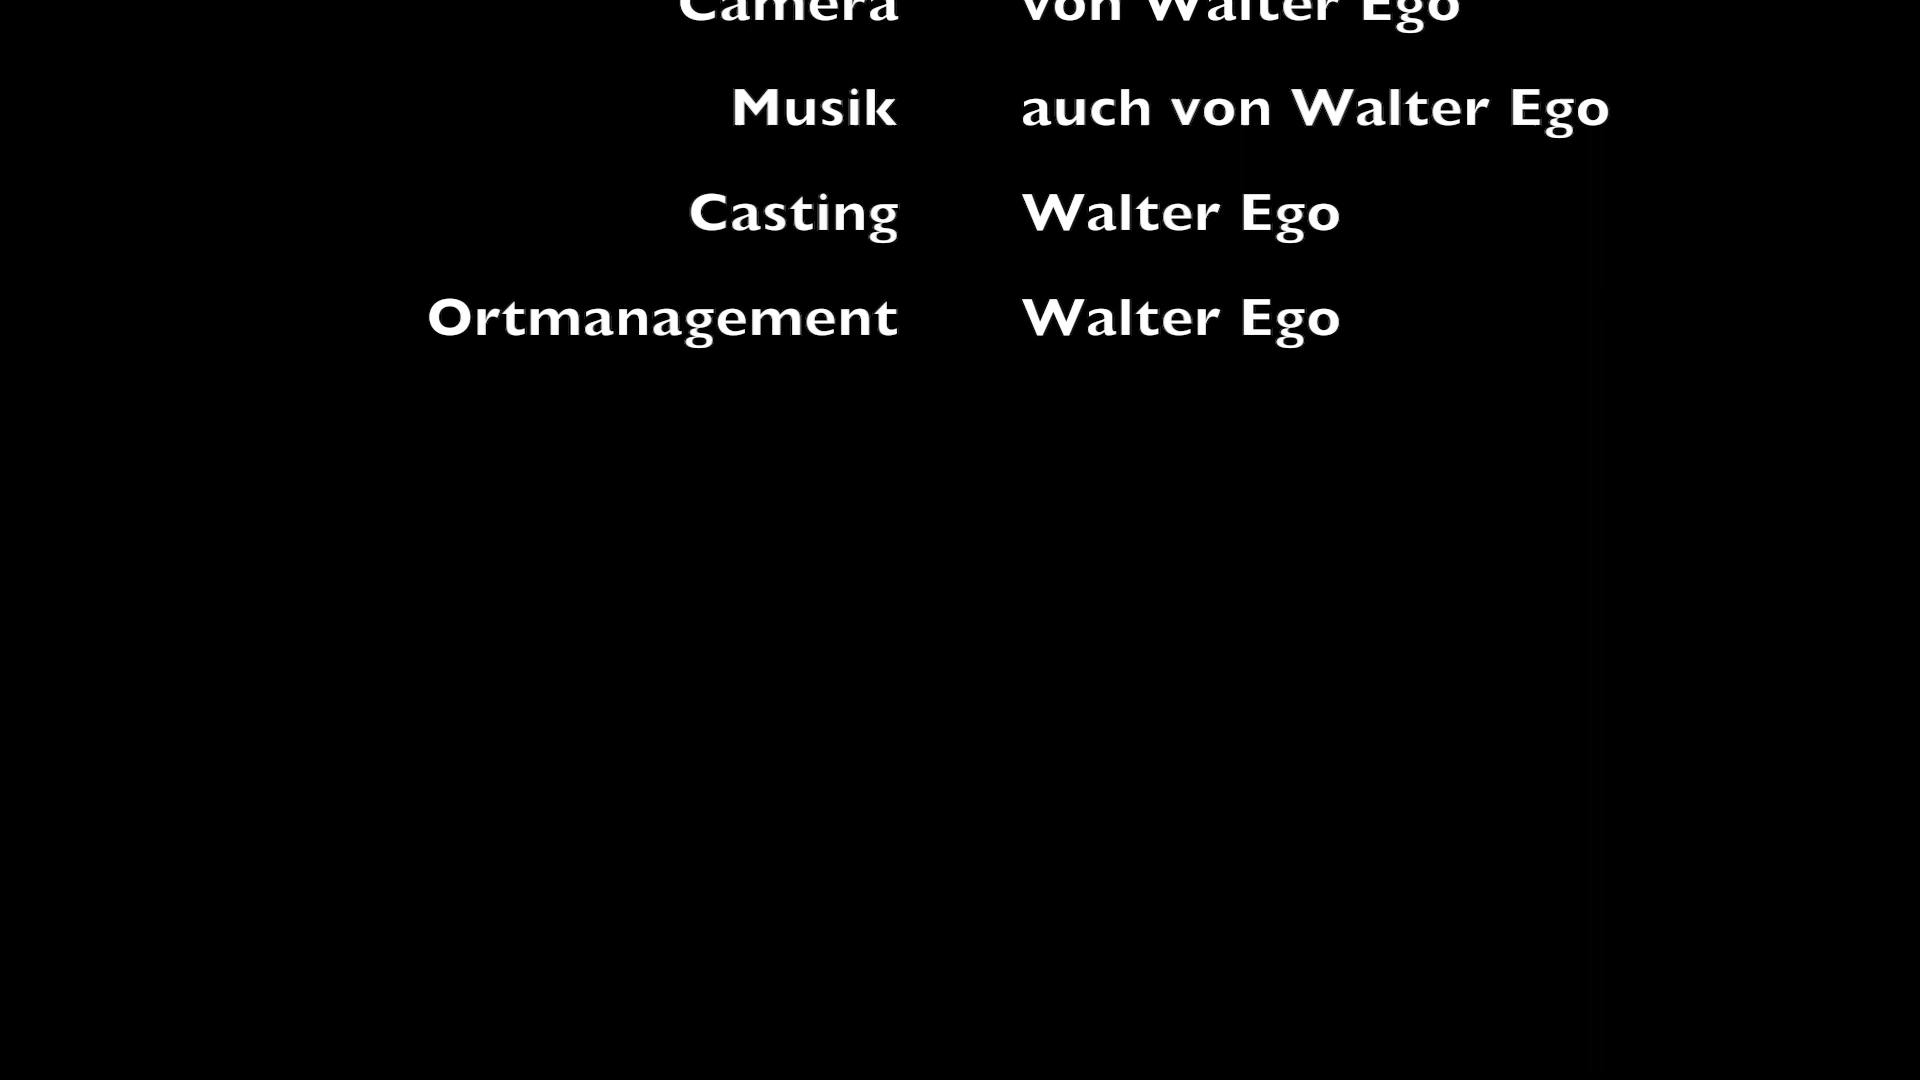 Camera von Walter Ego
Musik auch von Walter Ego
Casting Walter Ego
Ortmanagement Walter Ego